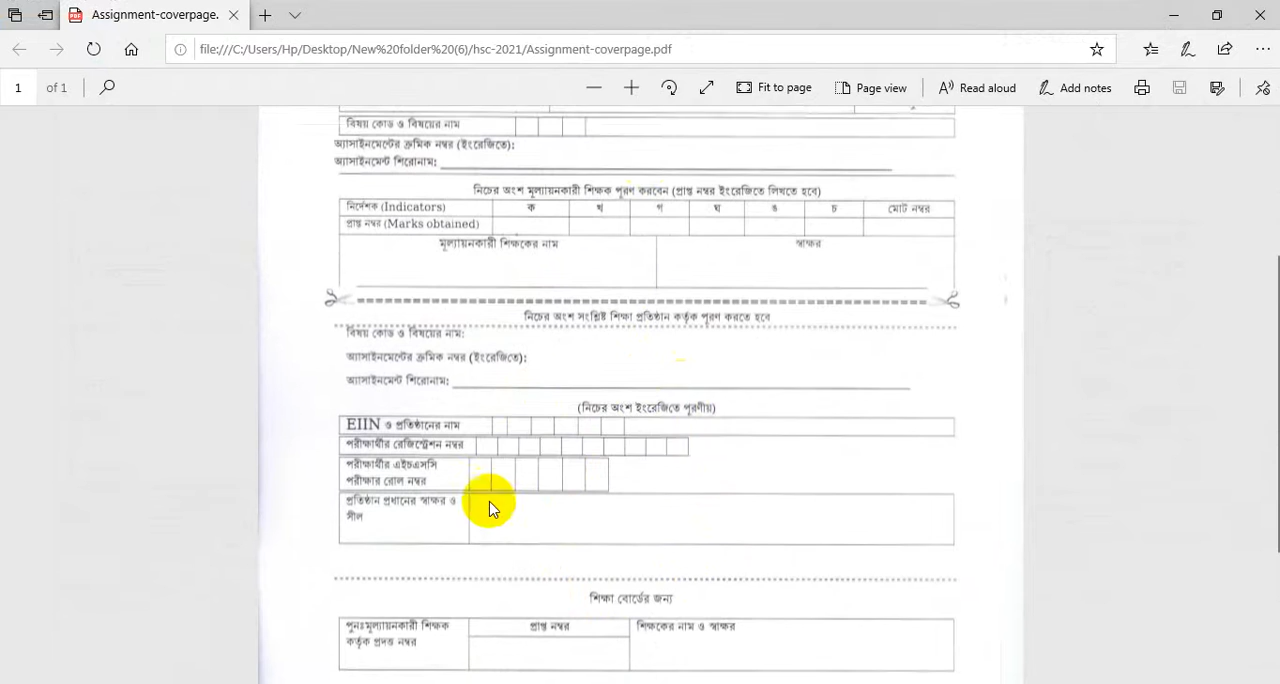 Assignment-coverpage.
file:///C:/Users/Hp/Desktop/New%20folder%20(6)/hsc-2021/Assignment-coverpage.pdf
1 of 1 Fit to page Page view Read aloud Add notes
বিষয় কোড ও বিষয়ের নাম
অ্যাসাইনমেন্টের ক্রমিক নম্বর (ইংরেজিতে):
অ্যাসাইনমেন্ট শিরোনাম:
নিচের অংশ মূল্যায়নকারী শিক্ষক পূরণ করবেন (প্রাপ্ত নম্বর ইংরেজিতে লিখতে হবে)
নির্দেশক (Indicators) ক খ গ ঘ ঙ চ মোট নম্বর
প্রাপ্ত নম্বর (Marks obtained)
মূল্যায়নকারী শিক্ষকের নাম স্বাক্ষর
নিচের অংশ সংশ্লিষ্ট শিক্ষা প্রতিষ্ঠান কর্তৃক পূরণ করতে হবে
বিষয় কোড ও বিষয়ের নাম:
অ্যাসাইনমেন্টের ক্রমিক নম্বর (ইংরেজিতে):
অ্যাসাইনমেন্ট শিরোনাম:
(নিচের অংশ ইংরেজিতে পূরণীয়)
EIIN ও প্রতিষ্ঠানের নাম
পরীক্ষার্থীর রেজিস্ট্রেশন নম্বর
পরীক্ষার্থীর এইচএসসি
পরীক্ষার রোল নম্বর
প্রতিষ্ঠান প্রধানের স্বাক্ষর ও
সীল
শিক্ষা বোর্ডের জন্য
পুনঃমূল্যায়নকারী শিক্ষক প্রাপ্ত নম্বর শিক্ষকের নাম ও স্বাক্ষর
কর্তৃক প্রদত্ত নম্বর